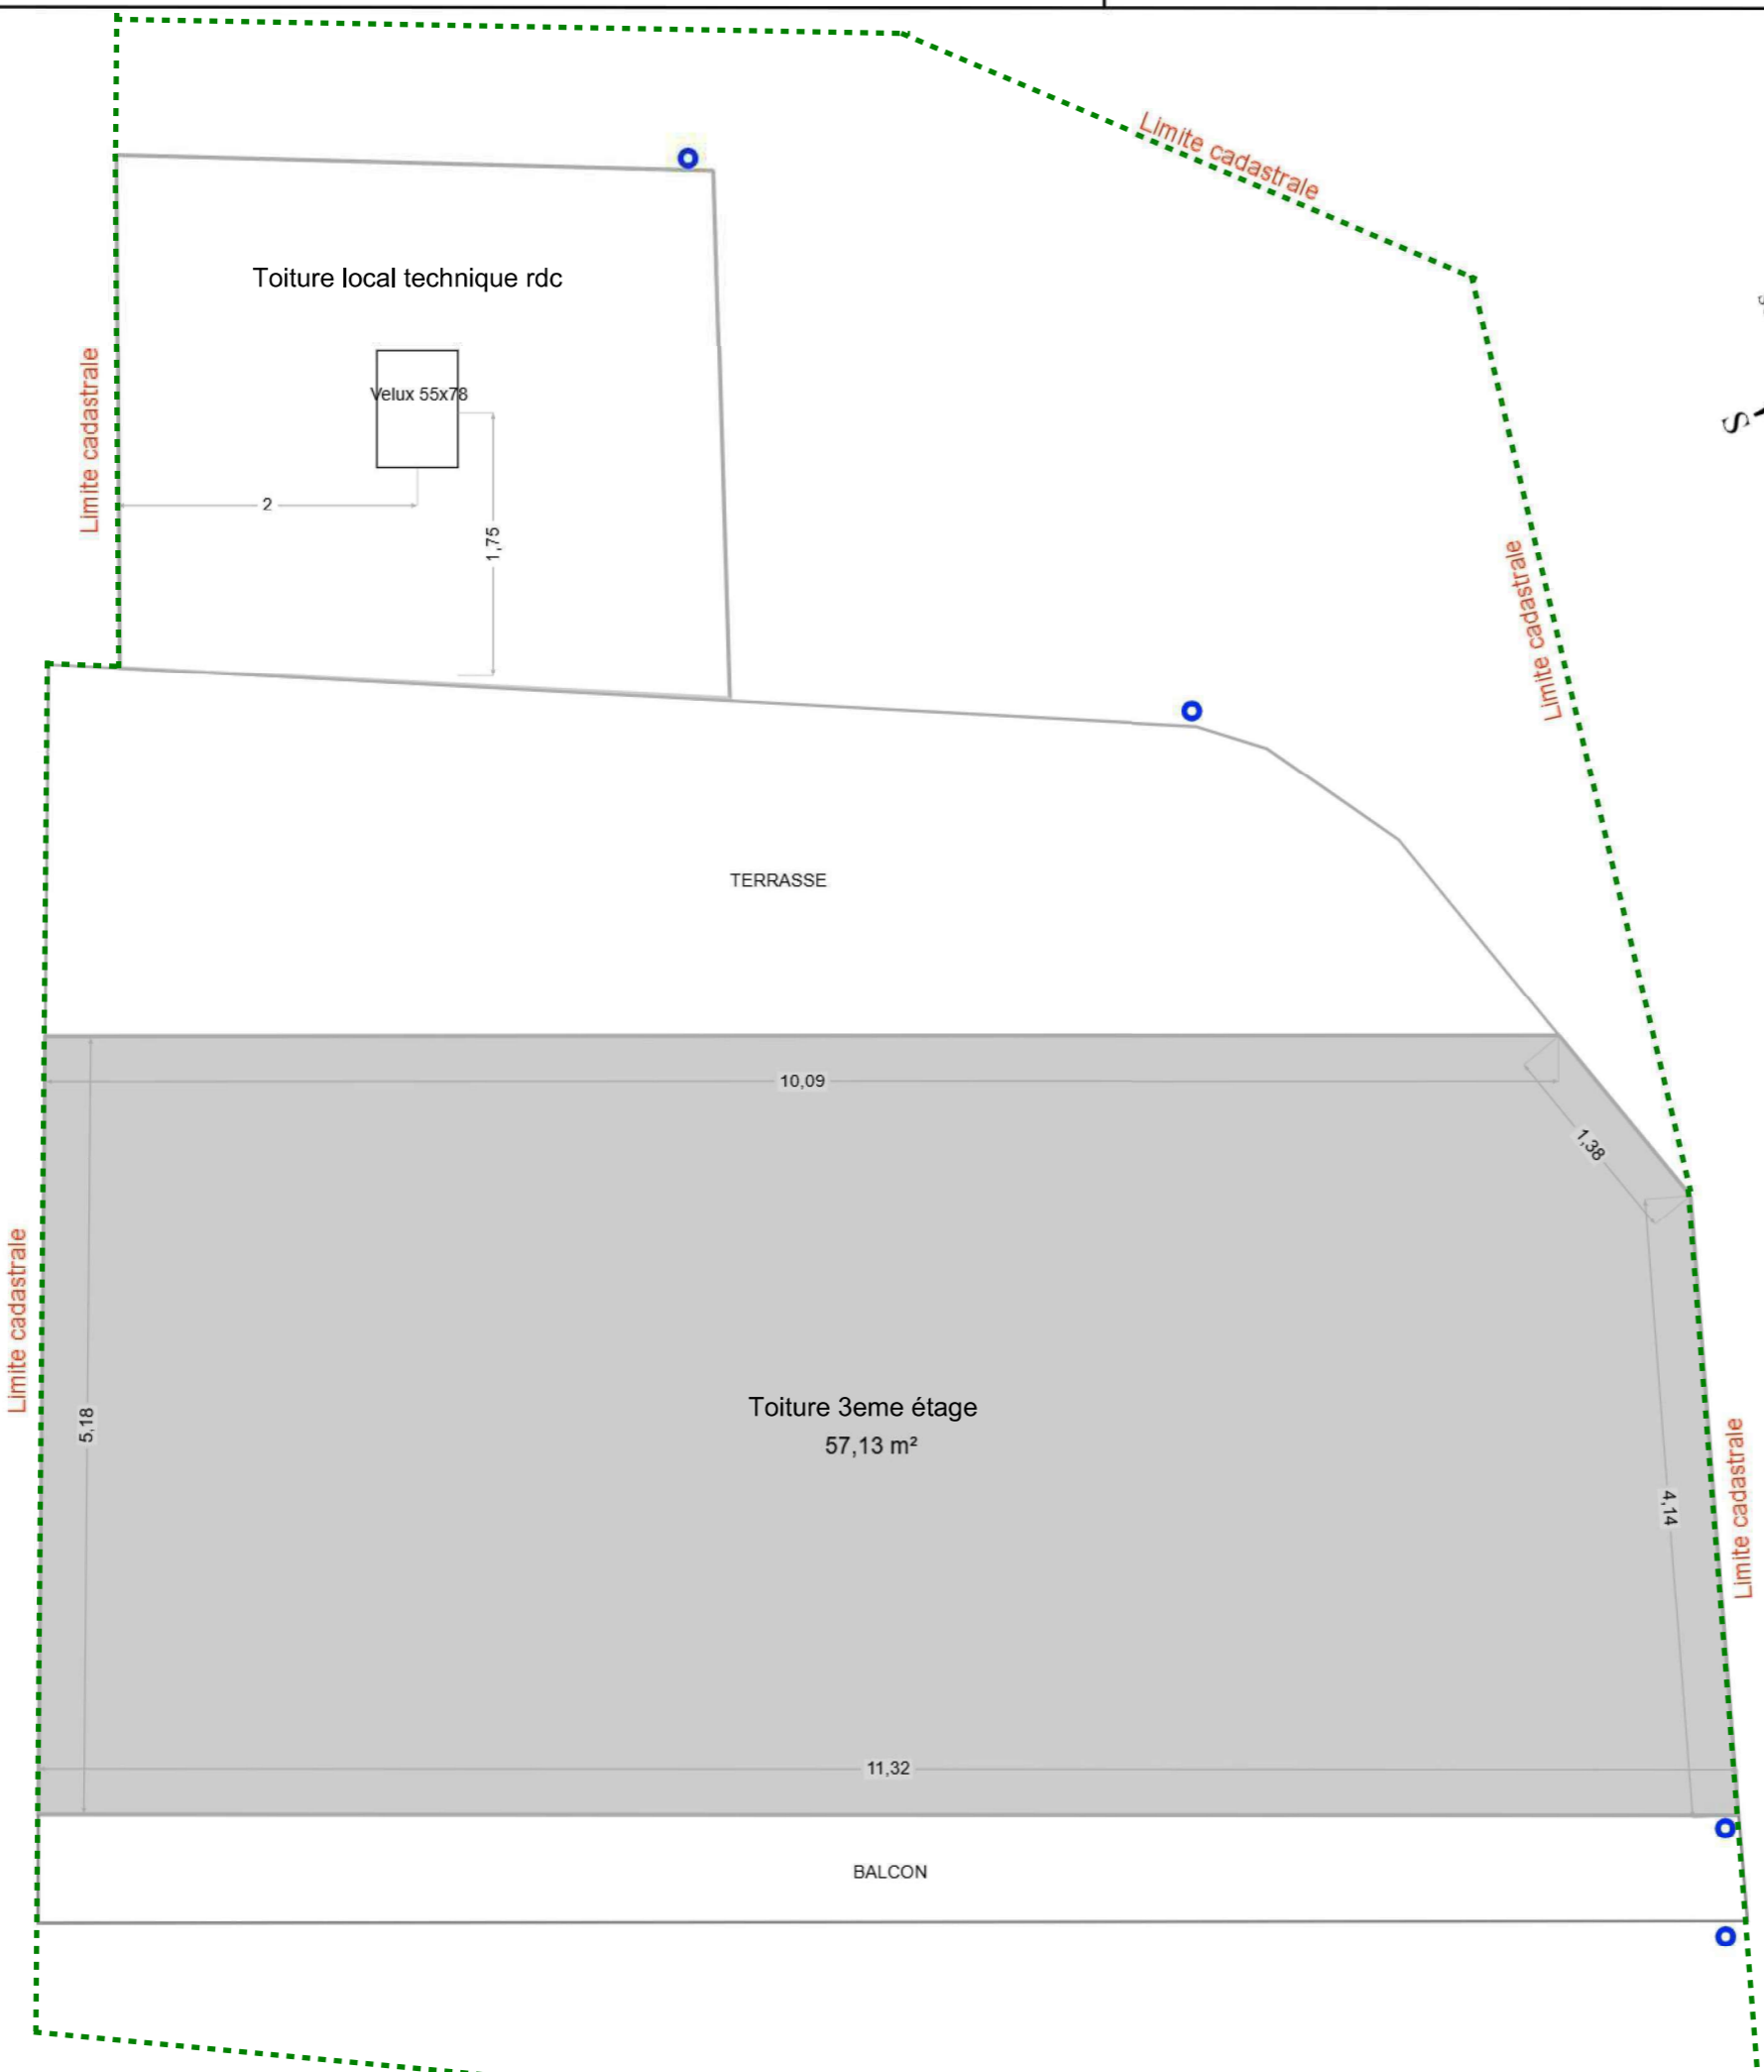 Limite cadastrale
Toiture local technique rdc
Limite cadastrale
Velux 55x78
S
2
1,75
Limite cadastrale
TERRASSE
10,09
1,38
Limite cadastrale
5,18
Toiture 3eme étage
57,13 m²
4,14
Limite cadastrale
11,32
BALCON